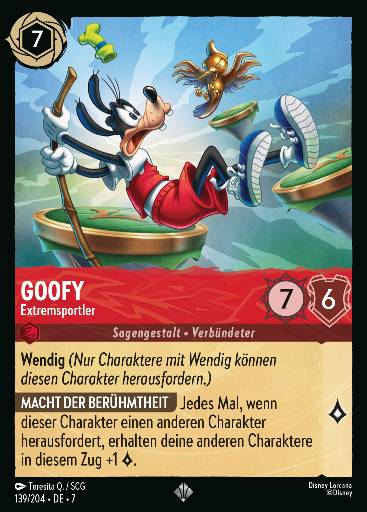 7
GOOFY
Extremsportler
7
6
Sagengestalt • Verbündeter
Wendig (Nur Charaktere mit Wendig können
diesen Charakter herausfordern.)
MACHT DER BERÜHMTHEIT Jedes Mal, wenn
dieser Charakter einen anderen Charakter
herausfordert, erhalten deine anderen Charaktere
in diesem Zug +1.
Teresita Q. / SCG
139/204 • DE • 7
Disney Lorcana
©Disney